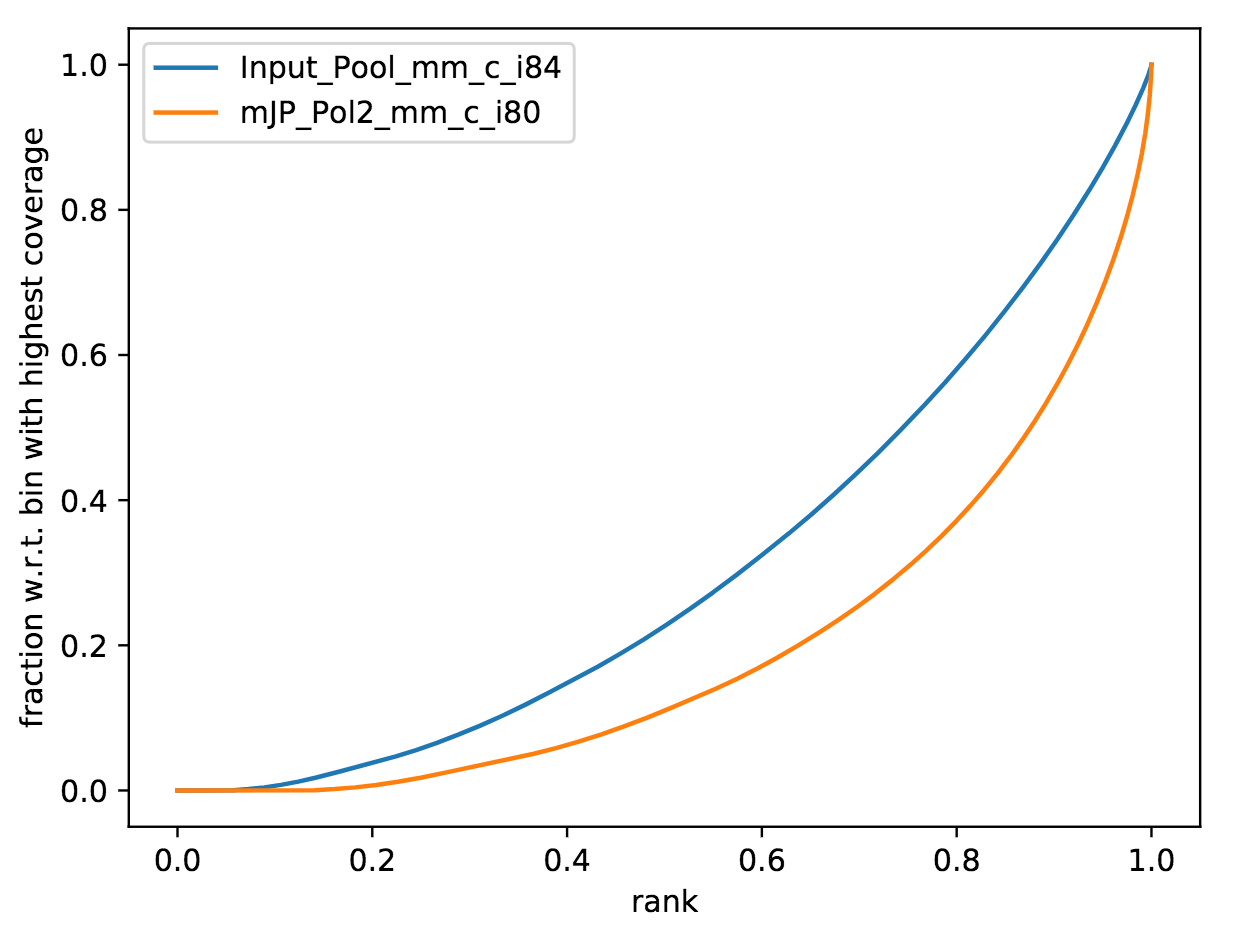 Input_Pool_mm_c_i84
mJP_Pol2_mm_c_i80
fraction w.r.t. bin with highest coverage
1.0
0.8
0.6
0.4
0.2
0.0
0.0 0.2 0.4 0.6 0.8 1.0
rank